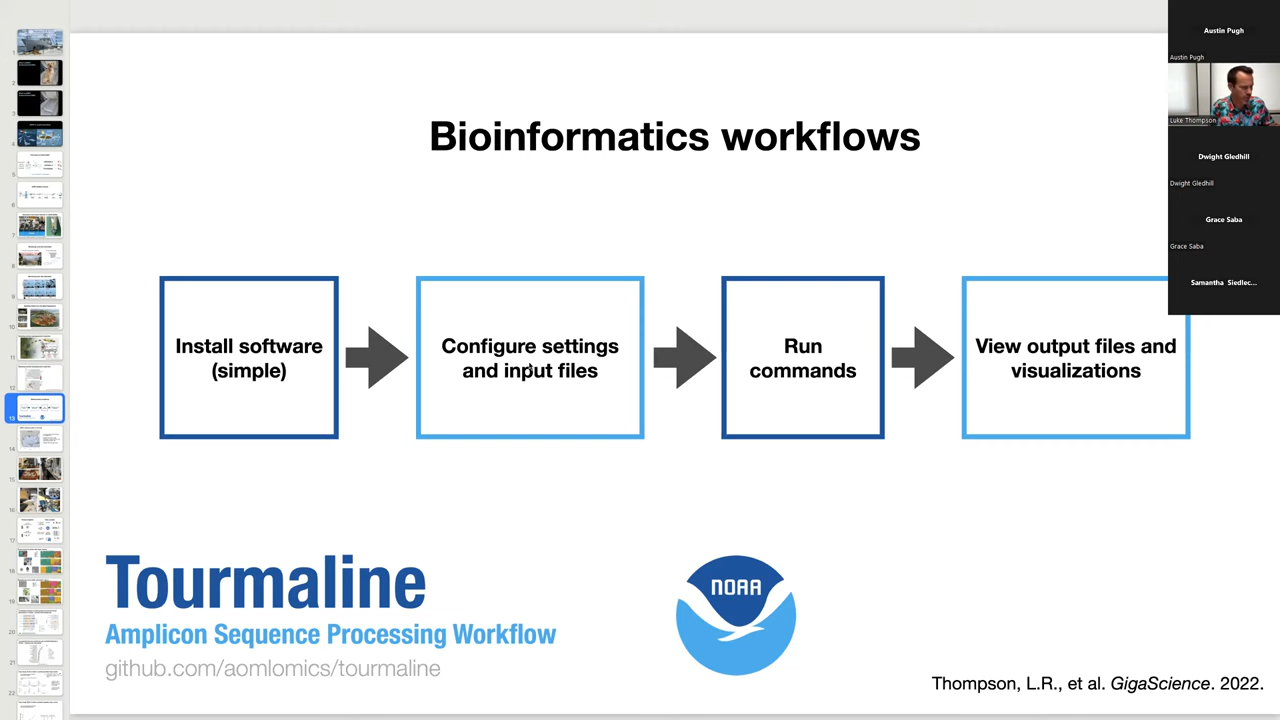 Bioinformatics workflows
Install software
(simple)
Configure settings
and input files
Run
commands
View output files and
visualizations
Tourmaline
Amplicon Sequence Processing Workflow
github.com/aomlomics/tourmaline
NOAA
Thompson, L.R., et al. GigaScience. 2022.
Austin Pugh
Austin Pugh
Luke Thompson
Dwight Gledhill
Dwight Gledhill
Grace Saba
Grace Saba
Samantha Siedlec...